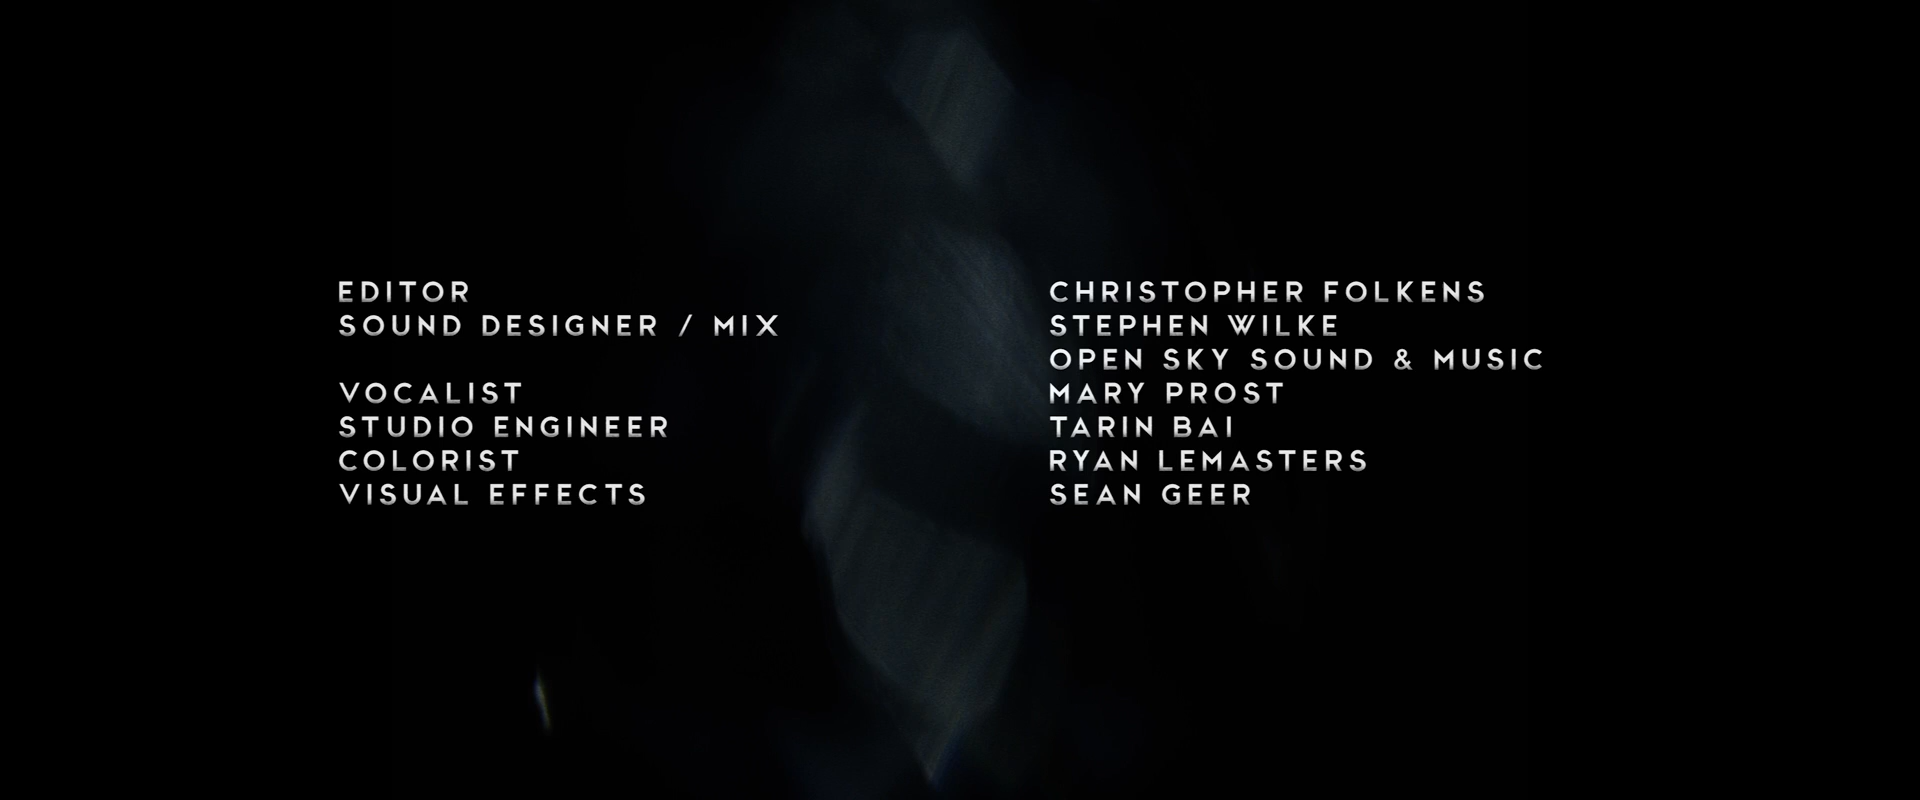 EDITOR CHRISTOPHER FOLKENS
SOUND DESIGNER / MIX STEPHEN WILKE
OPEN SKY SOUND & MUSIC
VOCALIST MARY PROST
STUDIO ENGINEER TARIN BAI
COLORIST RYAN LEMASTERS
VISUAL EFFECTS SEAN GEER